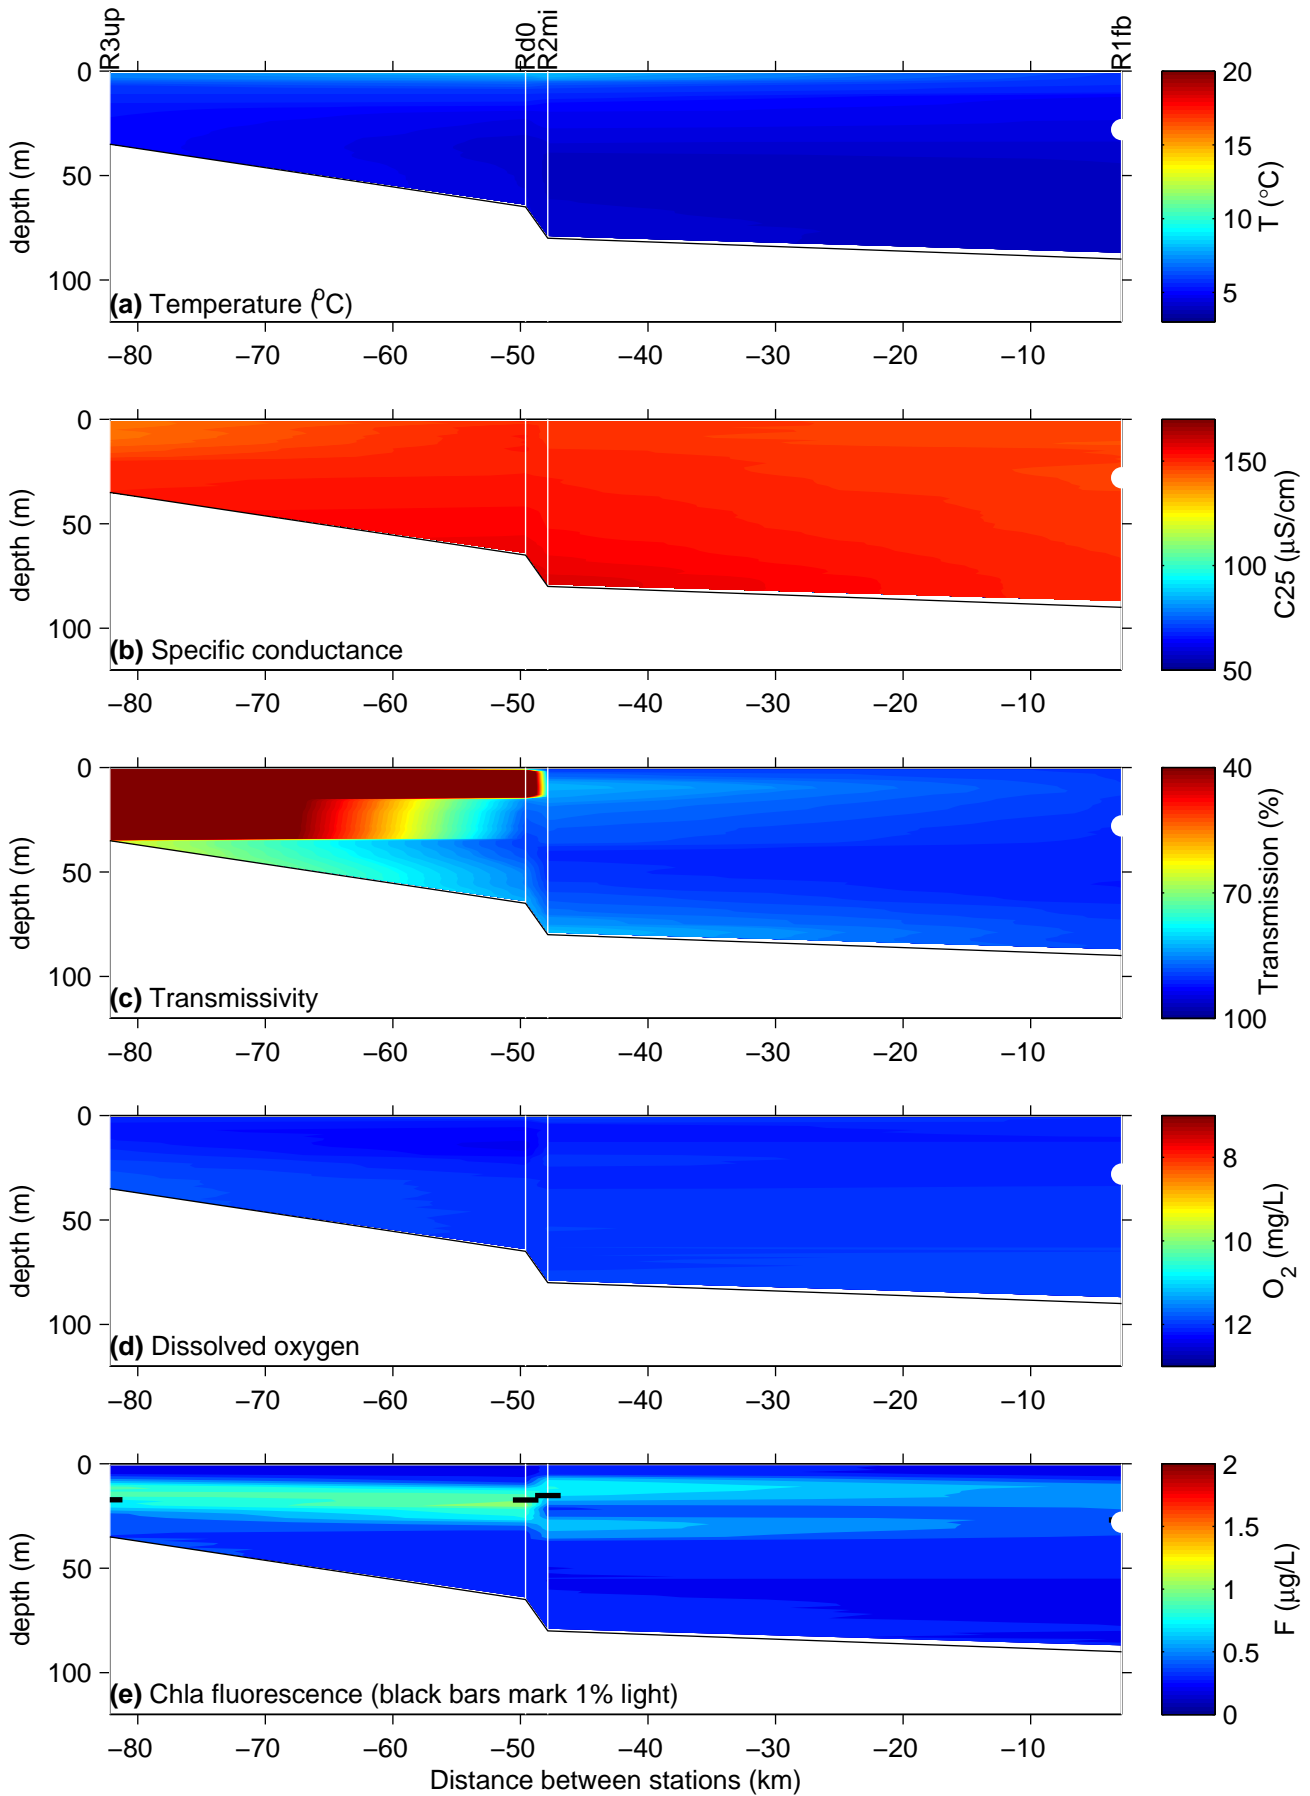 R3up Rd0 R2mi R1fb
0
50
100
depth (m)
(a) Temperature (oC)
−80 −70 −60 −50 −40 −30 −20 −10
20
15
10
5
T (°C)
0
50
100
depth (m)
(b) Specific conductance
−80 −70 −60 −50 −40 −30 −20 −10
150
100
50
C25 (µS/cm)
0
50
100
depth (m)
(c) Transmissivity
−80 −70 −60 −50 −40 −30 −20 −10
40
70
100
Transmission (%)
0
50
100
depth (m)
(d) Dissolved oxygen
−80 −70 −60 −50 −40 −30 −20 −10
8
10
12
O2 (mg/L)
0
50
100
depth (m)
(e) Chla fluorescence (black bars mark 1% light)
−80 −70 −60 −50 −40 −30 −20 −10
Distance between stations (km)
2
1.5
1
0.5
0
F (µg/L)